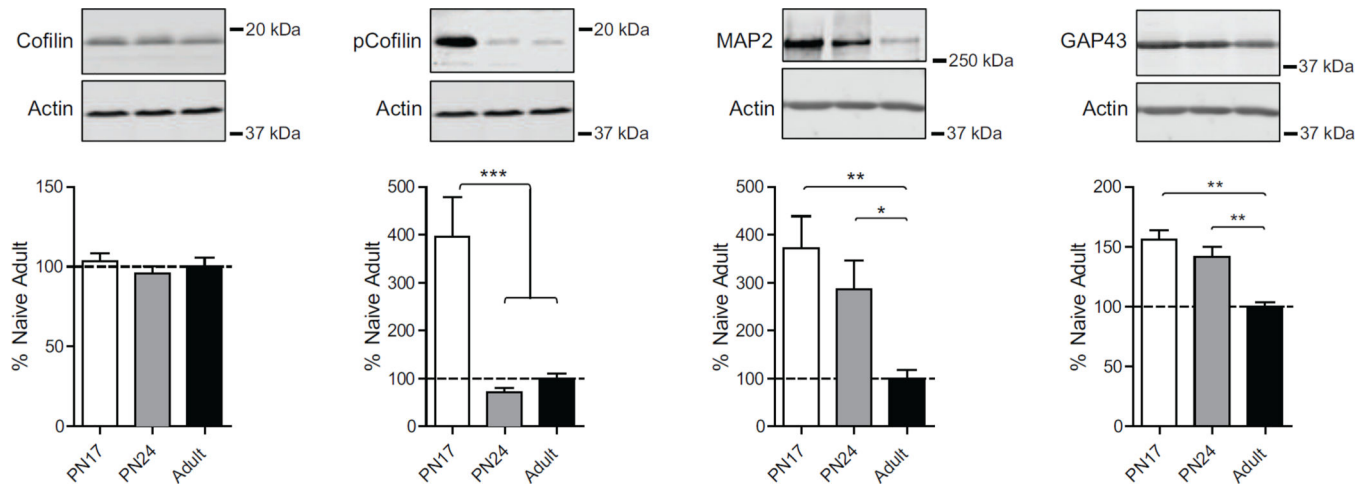 Cofilin
20 kDa
Actin
37 kDa
% Naive Adult
150
100
50
0
PN17
PN24
Adult
pCofilin
20 kDa
Actin
37 kDa
% Naive Adult
500
400
300
200
100
0
***
PN17
PN24
Adult
MAP2
250 kDa
Actin
37 kDa
% Naive Adult
500
400
300
200
100
0
**
*
PN17
PN24
Adult
GAP43
37 kDa
Actin
37 kDa
% Naive Adult
200
150
100
50
0
**
**
PN17
PN24
Adult